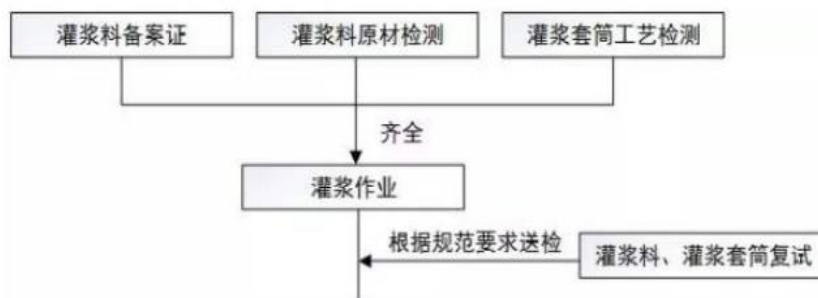 灌浆料备案证
灌浆料原材检测
灌浆套筒工艺检测
齐全
灌浆作业
根据规范要求送检
灌浆料、灌浆套筒复试